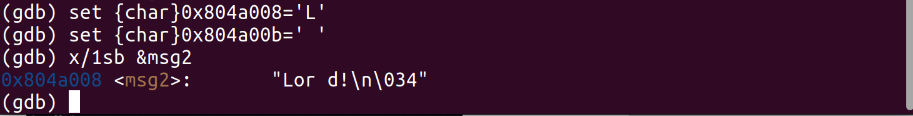 (gdb) set {char}0x804a008='L'
(gdb) set {char}0x804a00b=' '
(gdb) x/1sb &msg2
0x804a008 <msg2>:	"Lor d!\n\034"
(gdb)